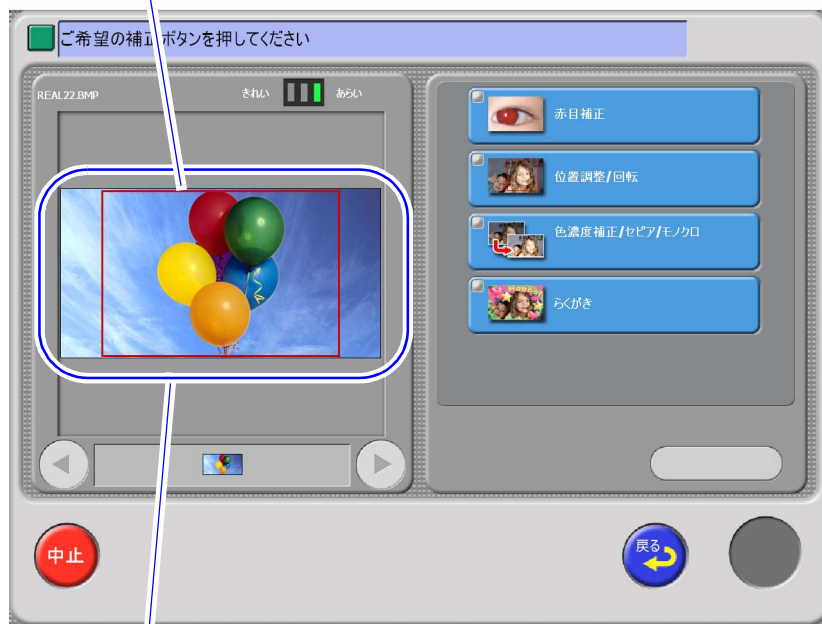 ご希望の補正ボタンを押してください
REAL22.BMP
きれい
あらい
赤目補正
位置調整/回転
色濃度補正/セピア/モノクロ
らくがき
中止
戻る